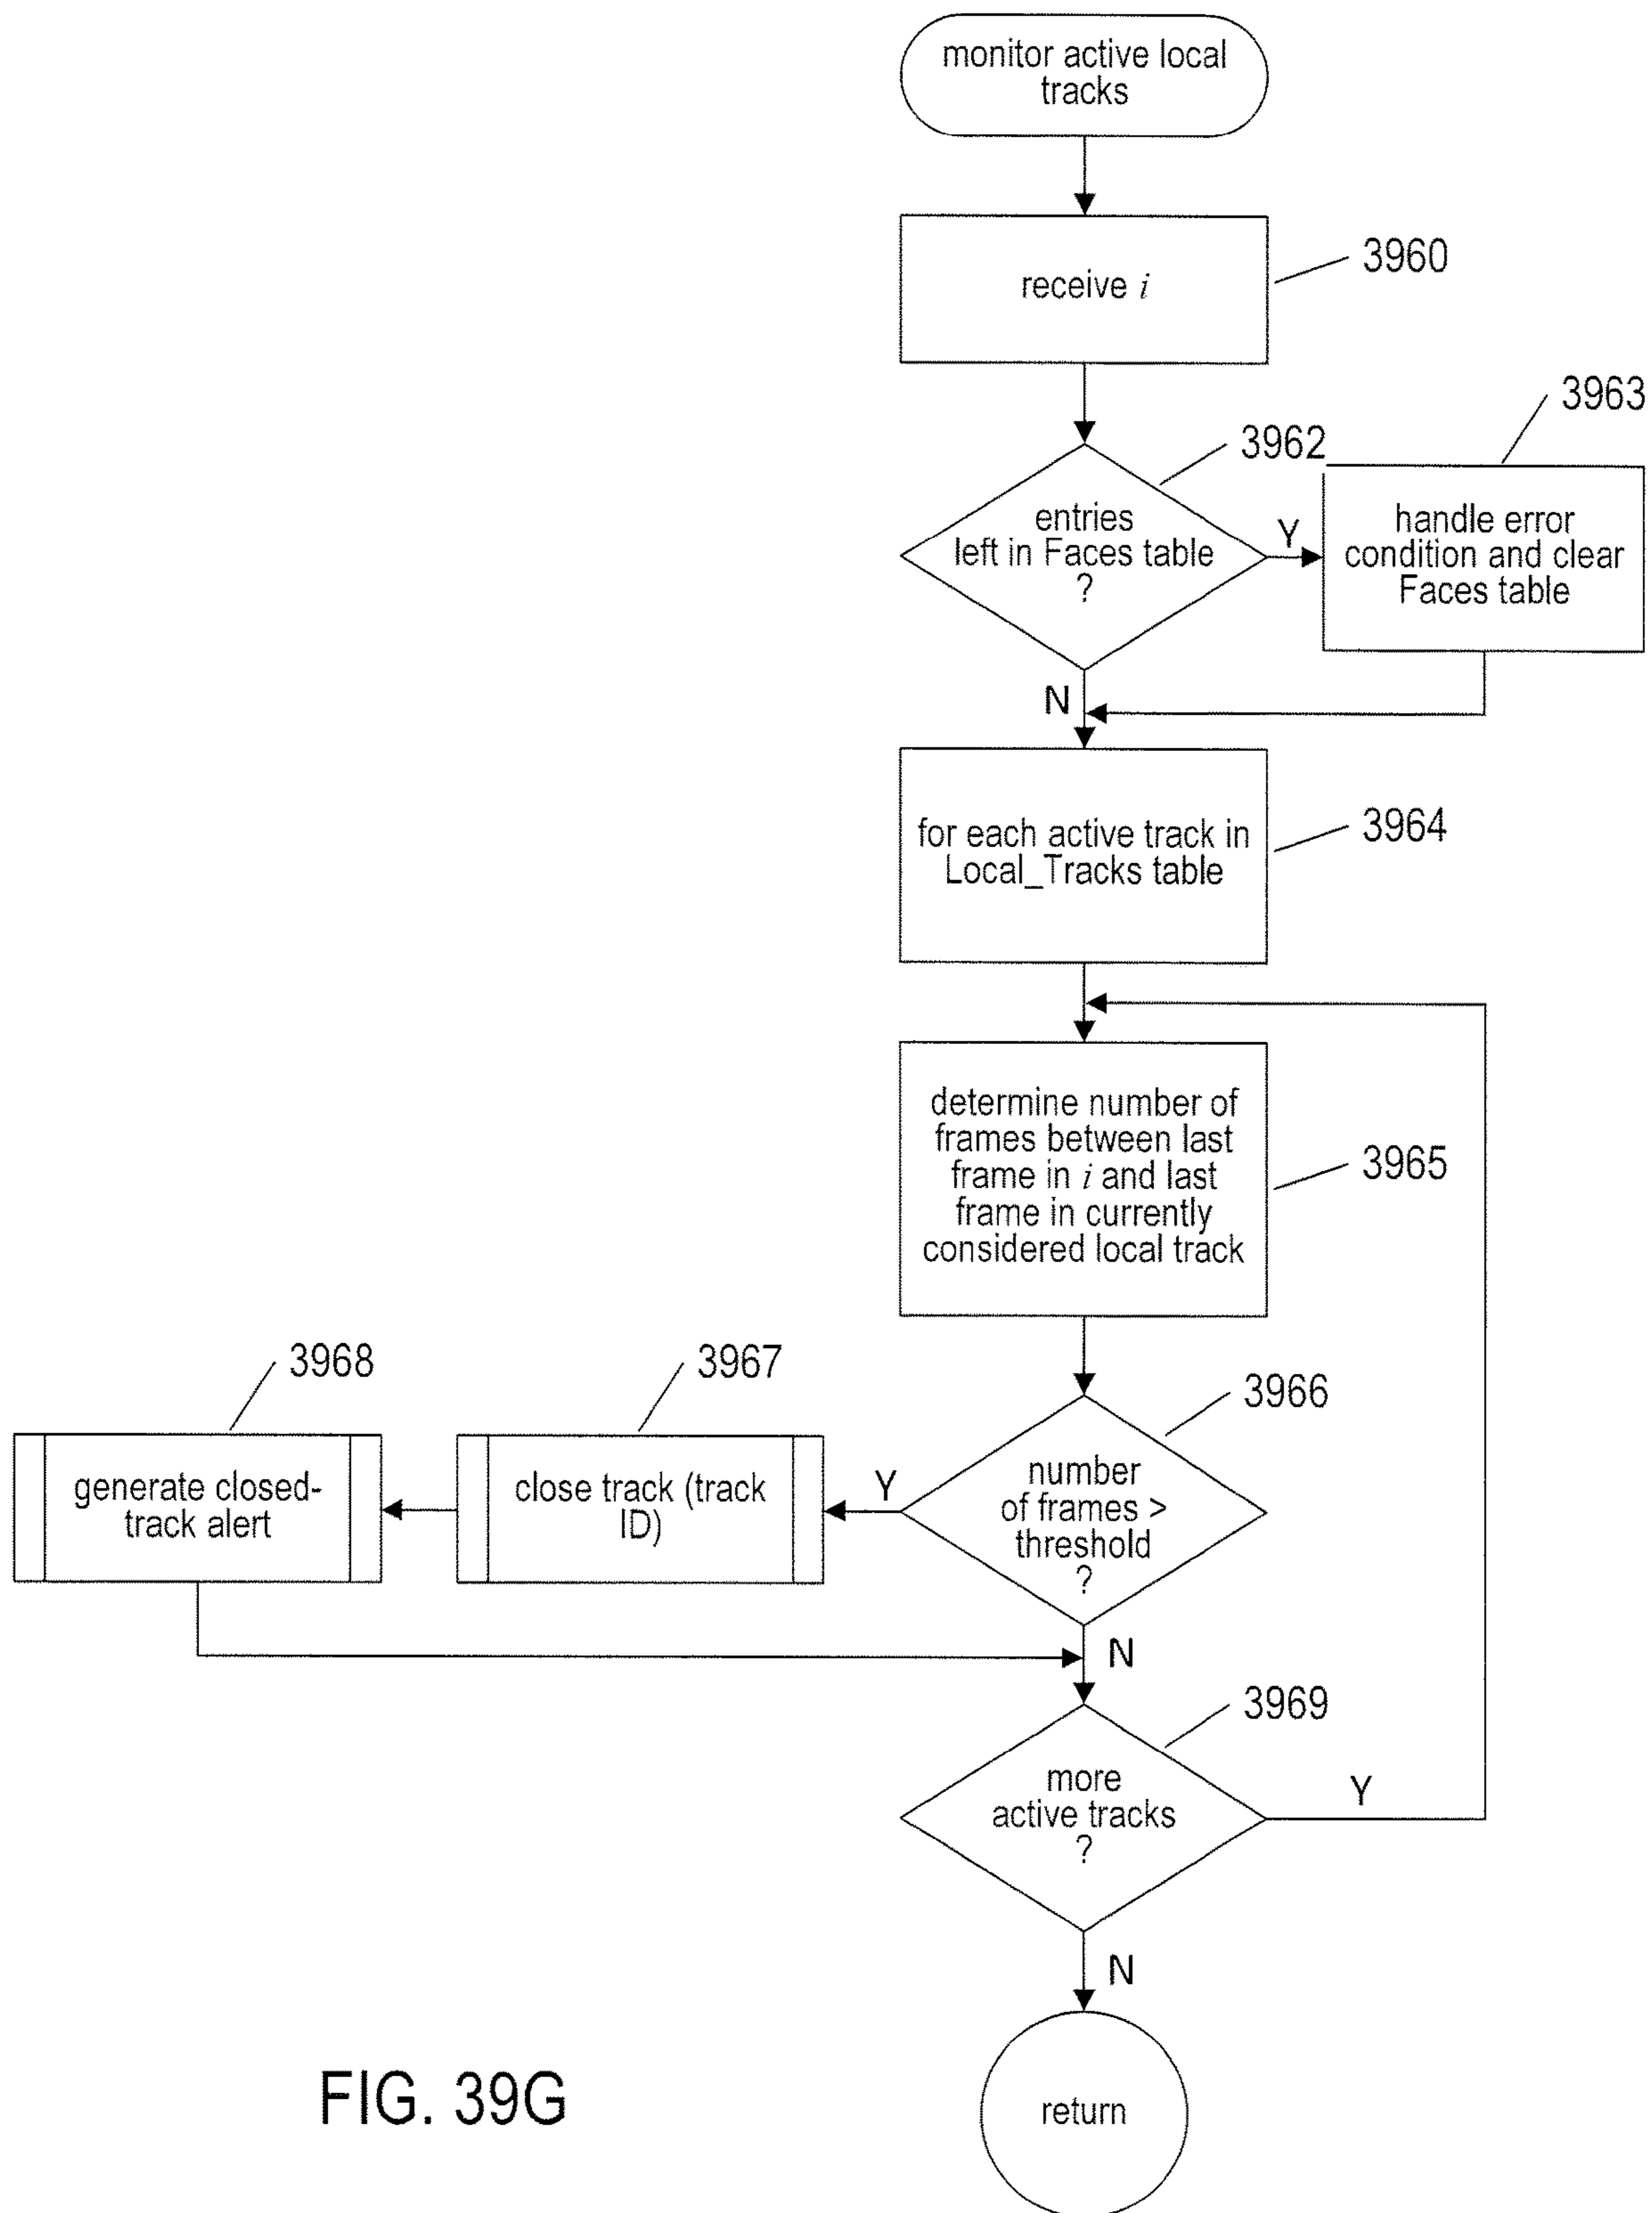 monitor active local
tracks
receive i
3960
3963
3962
entries
left in Faces table
?
Y
handle error
condition and clear
Faces table
N
for each active track in
Local_Tracks table
3964
determine number of
frames between last
frame in i and last
frame in currently
considered local track
3965
3968
3967
3966
generate closed-
track alert
close track (track
ID)
Y
number
of frames >
threshold
?
N
3969
more
active tracks
?
Y
N
return
FIG. 39G